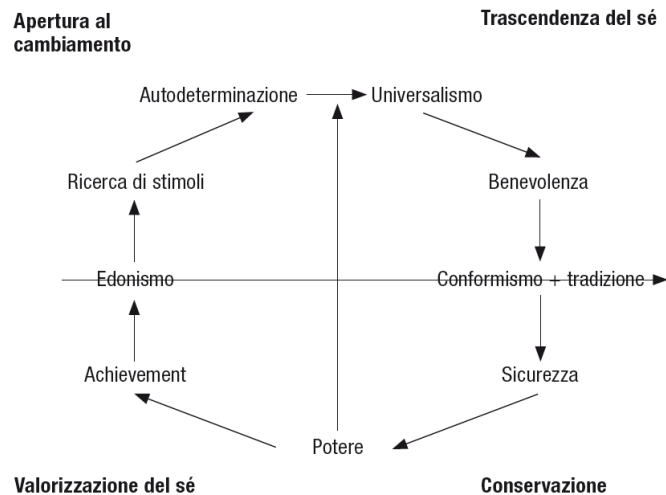 Apertura al
cambiamento
Trascendenza del sé
Autodeterminazione
Universalismo
Ricerca di stimoli
Benevolenza
Edonismo
Conformismo + tradizione
Achievement
Sicurezza
Potere
Valorizzazione del sé
Conservazione